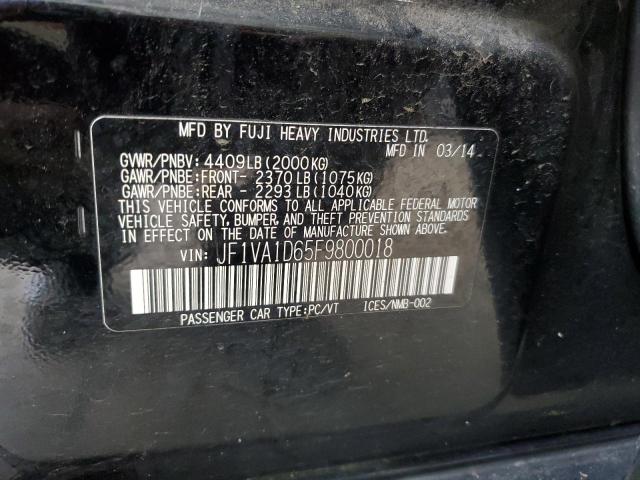 MFD BY FUJI HEAVY INDUSTRIES LTD.
MFD IN 03/14
GVWR/PNBV: 4409LB (2000KG)
GAWR/PNBE:FRONT- 2370LB (1075KG)
GAWR/PNBE:REAR - 2293LB (1040KG)
THIS VEHICLE CONFORMS TO ALL APPLICABLE FEDERAL MOTOR
VEHICLE SAFETY, BUMPER, AND THEFT PREVENTION STANDARDS
IN EFFECT ON THE DATE OF MANUFACTURE SHOWN ABOVE.
VIN: JF1VA1D65F9800018
PASSENGER CAR TYPE:PC/VT ICES/NMB-002